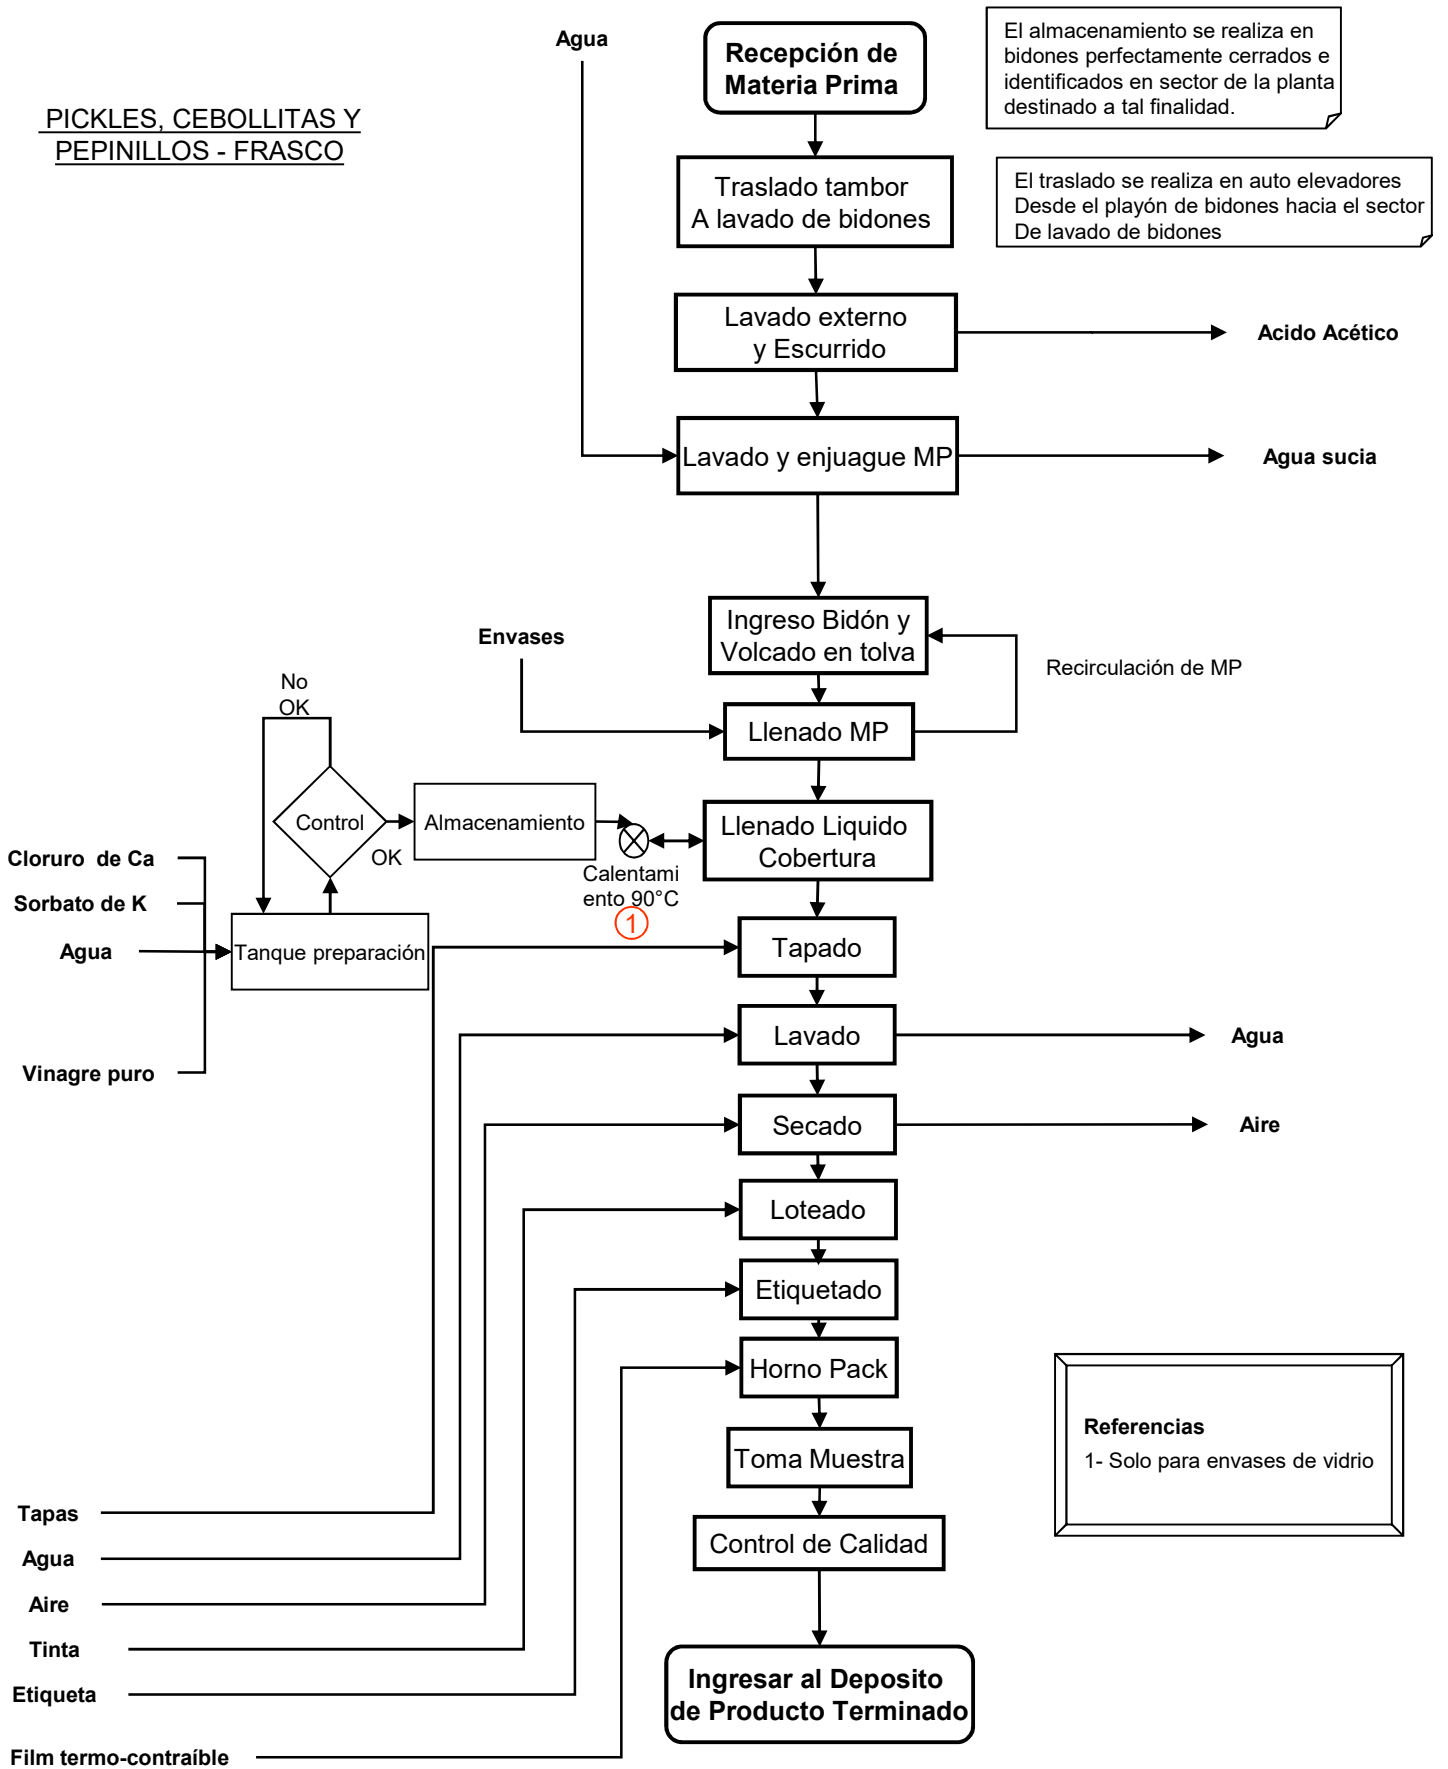 Agua
Recepción de
Materia Prima
El almacenamiento se realiza en
bidones perfectamente cerrados e
identificados en sector de la planta
destinado a tal finalidad.
PICKLES, CEBOLLITAS Y
PEPINILLOS - FRASCO
Traslado tambor
A lavado de bidones
El traslado se realiza en auto elevadores
Desde el playón de bidones hacia el sector
De lavado de bidones
Lavado externo
y Escurrido
Acido Acético
Lavado y enjuague MP
Agua sucia
Ingreso Bidón y
Volcado en tolva
Envases
Recirculación de MP
No
OK
Llenado MP
Control
OK
Almacenamiento
Llenado Liquido
Cobertura
Calentami
ento 90°C
1
Cloruro  de Ca
Sorbato de K
Agua
Tanque preparación
Vinagre puro
Tapado
Lavado
Agua
Secado
Aire
Loteado
Etiquetado
Horno Pack
Referencias
1- Solo para envases de vidrio
Toma Muestra
Tapas
Control de Calidad
Agua
Aire
Tinta
Etiqueta
Ingresar al Deposito
de Producto Terminado
Film termo-contraíble